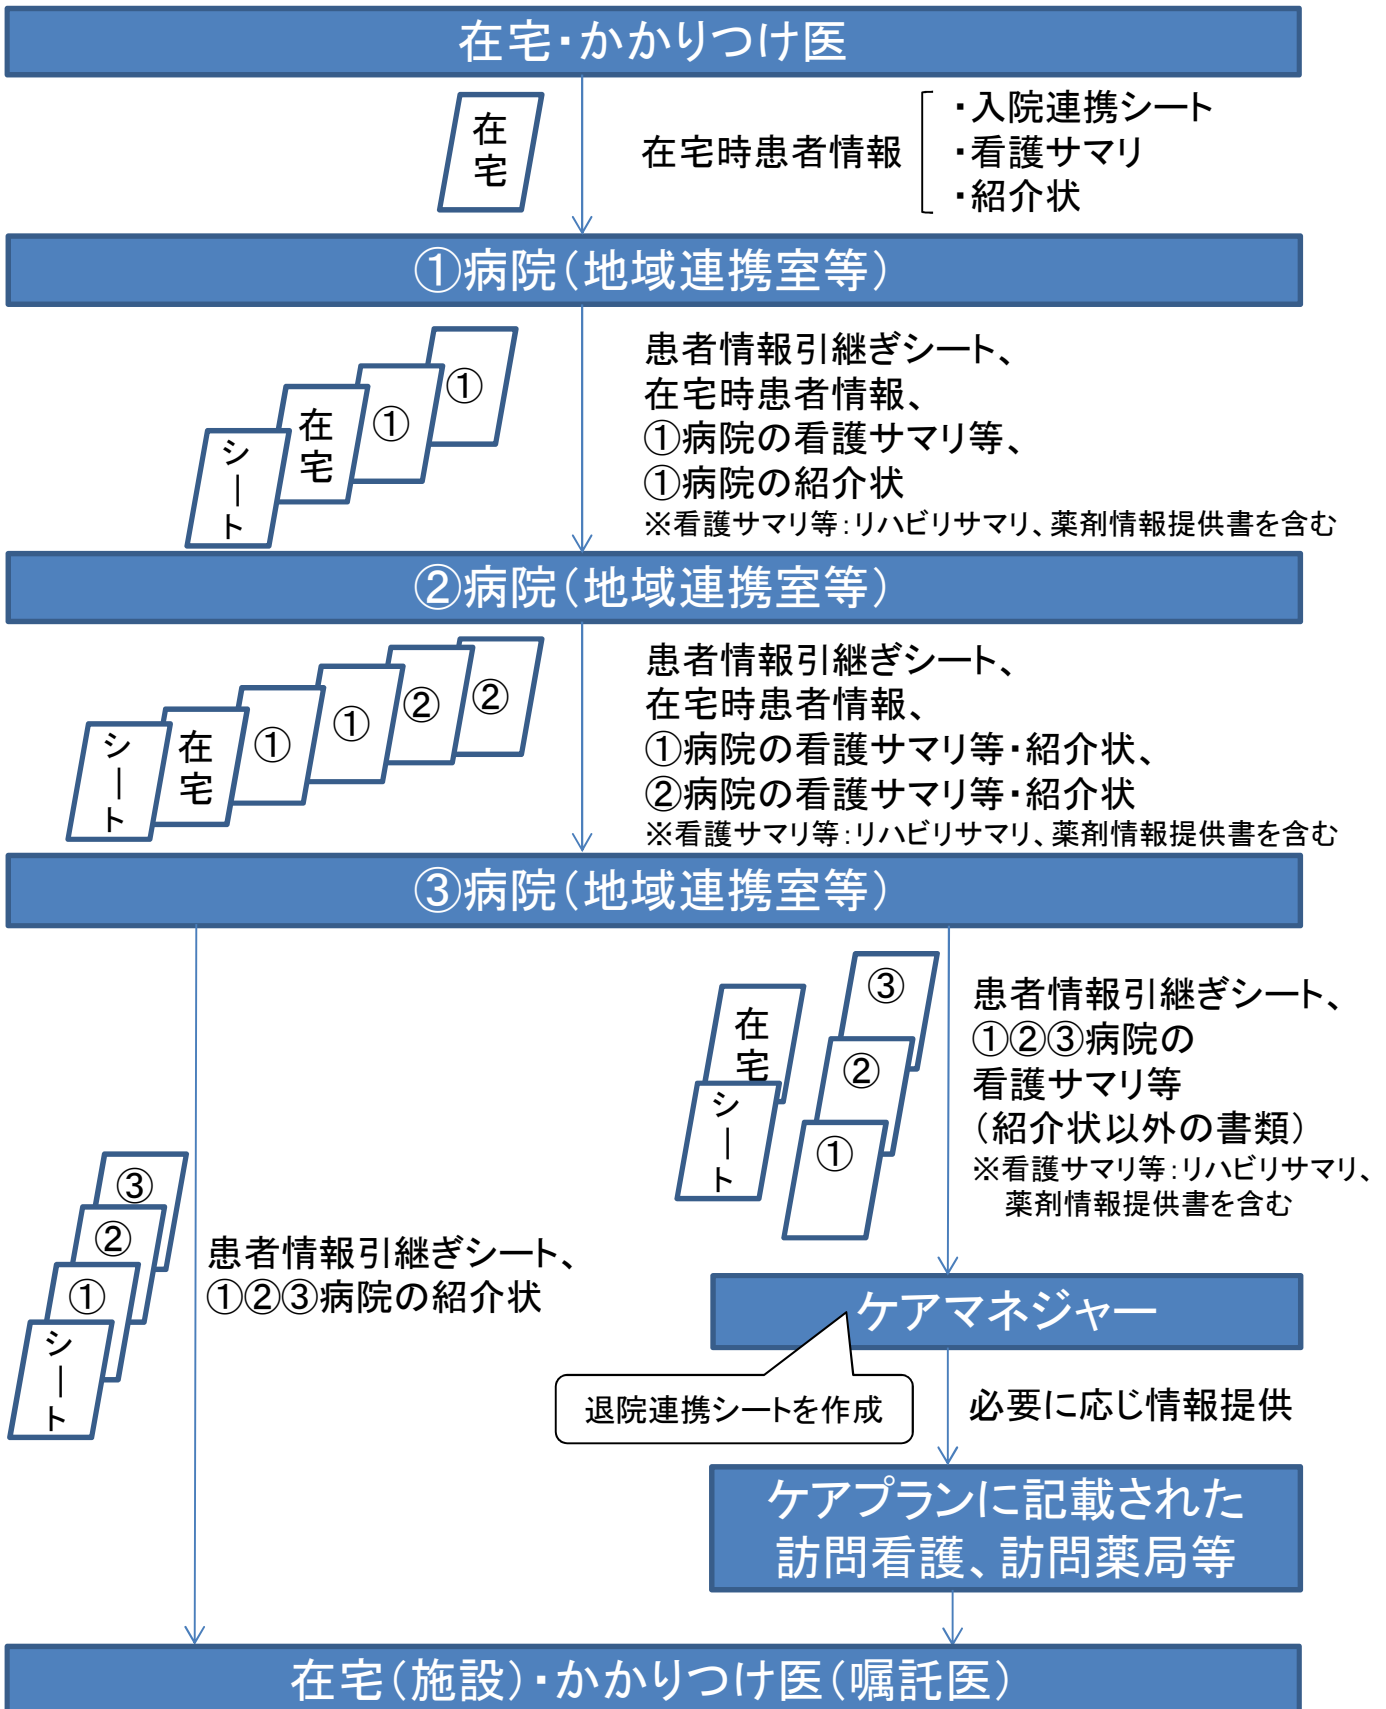 在宅・かかりつけ医
在宅
在宅時患者情報
・入院連携シート
・看護サマリ
・紹介状
①病院(地域連携室等)
シート
在宅
①
①
患者情報引継ぎシート、
在宅時患者情報、
①病院の看護サマリ等、
①病院の紹介状
※看護サマリ等:リハビリサマリ、薬剤情報提供書を含む
②病院(地域連携室等)
シート
在宅
①
①
②
②
患者情報引継ぎシート、
在宅時患者情報、
①病院の看護サマリ等・紹介状、
②病院の看護サマリ等・紹介状
※看護サマリ等:リハビリサマリ、薬剤情報提供書を含む
③病院(地域連携室等)
③
②
①
シート
患者情報引継ぎシート、
①②③病院の紹介状
在宅
シート
③
②
①
患者情報引継ぎシート、
①②③病院の
看護サマリ等
(紹介状以外の書類)
※看護サマリ等:リハビリサマリ、
薬剤情報提供書を含む
ケアマネジャー
退院連携シートを作成
必要に応じ情報提供
ケアプランに記載された
訪問看護、訪問薬局等
在宅(施設)・かかりつけ医(嘱託医)